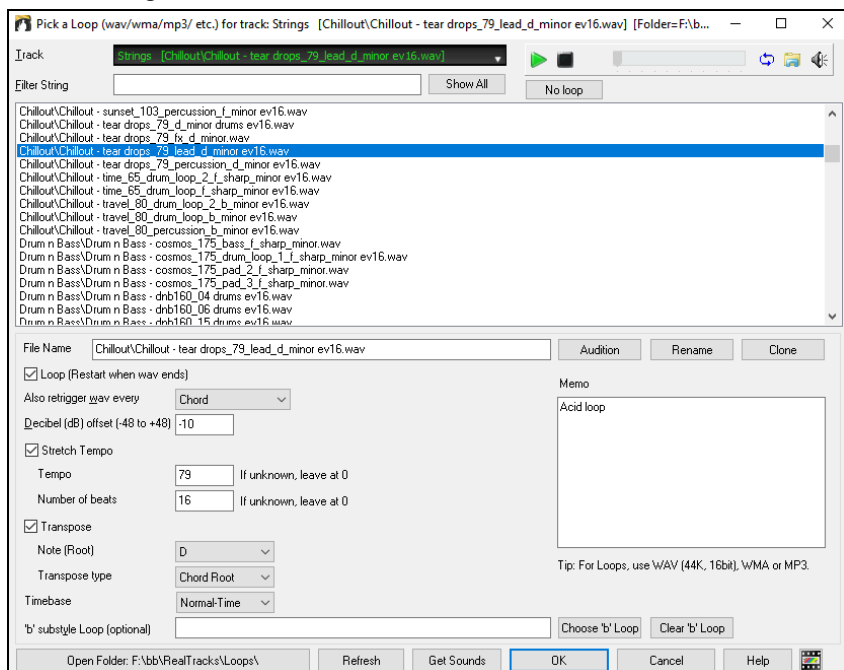 Pick a Loop (wav/wma/mp3/ etc.) for track: Strings   [Chillout\Chillout - tear drops_79_lead_d_minor ev16.wav]  [Folder=F:\b...
Track
Strings   [Chillout\Chillout - tear drops_79_lead_d_minor ev16.wav]
Filter String
Show All
No loop
Chillout\Chillout - sunset_103_percussion_f_minor ev16.wav
Chillout\Chillout - tear drops_79_d_minor drums ev16.wav
Chillout\Chillout - tear drops_79_fx_d_minor.wav
Chillout\Chillout - tear drops_79_lead_d_minor ev16.wav
Chillout\Chillout - tear drops_79_percussion_d_minor ev16.wav
Chillout\Chillout - time_65_drum_loop_2_f_sharp_minor ev16.wav
Chillout\Chillout - time_65_drum_loop_f_sharp_minor ev16.wav
Chillout\Chillout - travel_80_drum_loop_2_b_minor ev16.wav
Chillout\Chillout - travel_80_drum_loop_b_minor ev16.wav
Chillout\Chillout - travel_80_percussion_b_minor ev16.wav
Drum n Bass\Drum n Bass - cosmos_175_bass_f_sharp_minor.wav
Drum n Bass\Drum n Bass - cosmos_175_drum_loop_1_f_sharp_minor ev16.wav
Drum n Bass\Drum n Bass - cosmos_175_pad_2_f_sharp_minor.wav
Drum n Bass\Drum n Bass - cosmos_175_pad_3_f_sharp_minor.wav
Drum n Bass\Drum n Bass - dnb160_04 drums ev16.wav
Drum n Bass\Drum n Bass - dnb160_06 drums ev16.wav
Drum n Bass\Drum n Bass - dnb160_15 drums ev16.wav
File Name
Chillout\Chillout - tear drops_79_lead_d_minor ev16.wav
Audition
Rename
Clone
Loop (Restart when wav ends)
Memo
Also retrigger wav every
Chord
Acid loop
Decibel (dB) offset (-48 to +48)
-10
Stretch Tempo
Tempo
79
If unknown, leave at 0
Number of beats
16
If unknown, leave at 0
Transpose
Note (Root)
D
Tip: For Loops, use WAV (44K, 16bit), WMA or MP3.
Transpose type
Chord Root
Timebase
Normal-Time
'b' substyle Loop (optional)
Choose 'b' Loop
Clear 'b' Loop
Open Folder: F:\bb\RealTracks\Loops\
Refresh
Get Sounds
OK
Cancel
Help